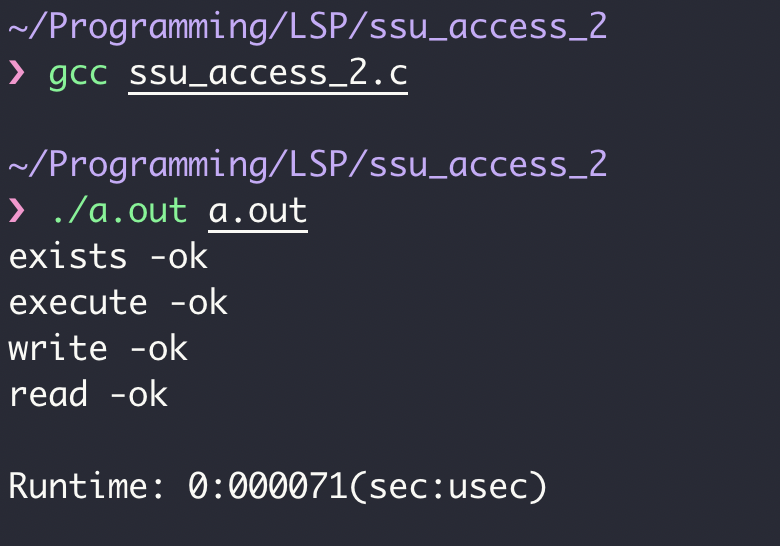 ~/Programming/LSP/ssu_access_2
❯ gcc ssu_access_2.c
~/Programming/LSP/ssu_access_2
❯ ./a.out a.out
exists -ok
execute -ok
write -ok
read -ok
Runtime: 0:000071(sec:usec)